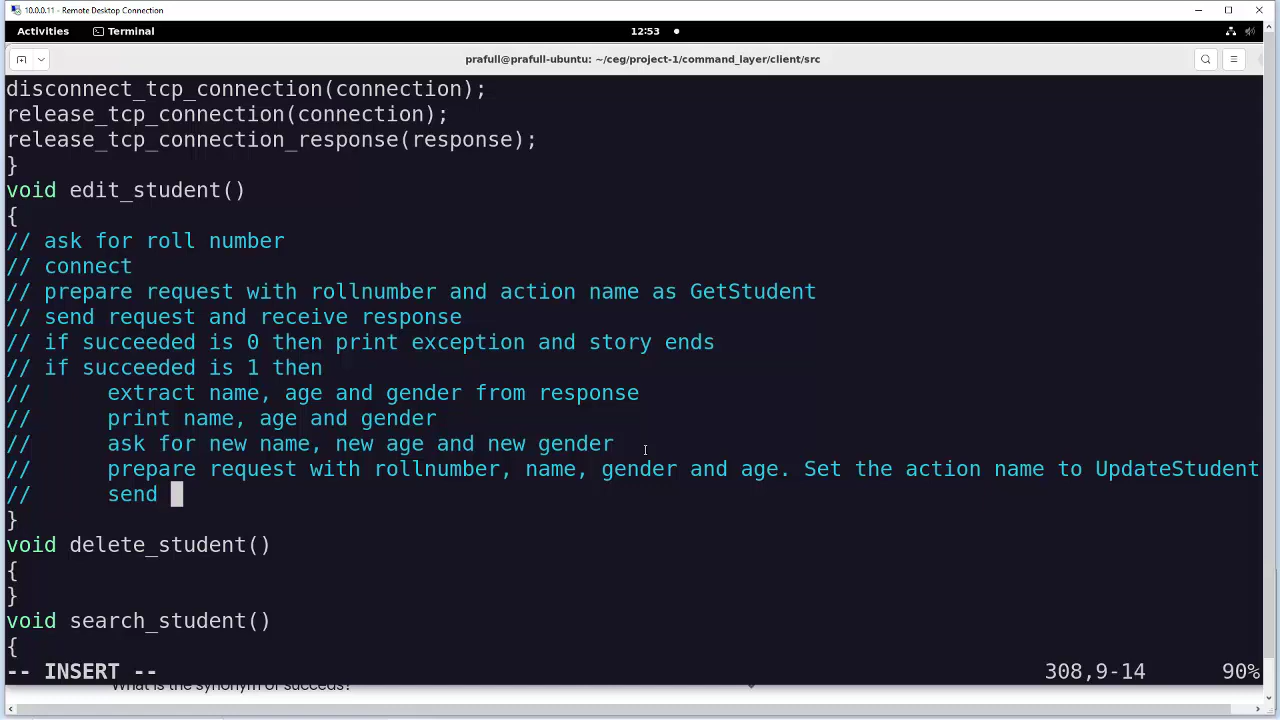 10.0.0.11 - Remote Desktop Connection
Activities Terminal 12:53
prafull@prafull-ubuntu: ~/ceg/project-1/command_layer/client/src
disconnect_tcp_connection(connection);
release_tcp_connection(connection);
release_tcp_connection_response(response);
}
void edit_student()
{
// ask for roll number
// connect
// prepare request with rollnumber and action name as GetStudent
// send request and receive response
// if succeeded is 0 then print exception and story ends
// if succeeded is 1 then
//      extract name, age and gender from response
//      print name, age and gender
//      ask for new name, new age and new gender
//      prepare request with rollnumber, name, gender and age. Set the action name to UpdateStudent
//      send
}
void delete_student()
{
}
void search_student()
{
-- INSERT -- 308,9-14 90%
What is the synonym of succeds?